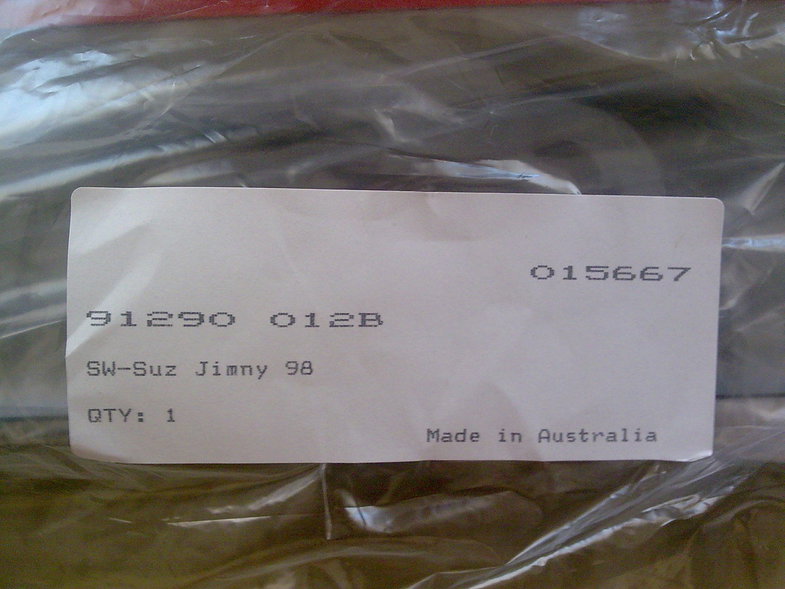 015667
91290 012B
SW-Suz Jimny 98
QTY: 1
Made in Australia